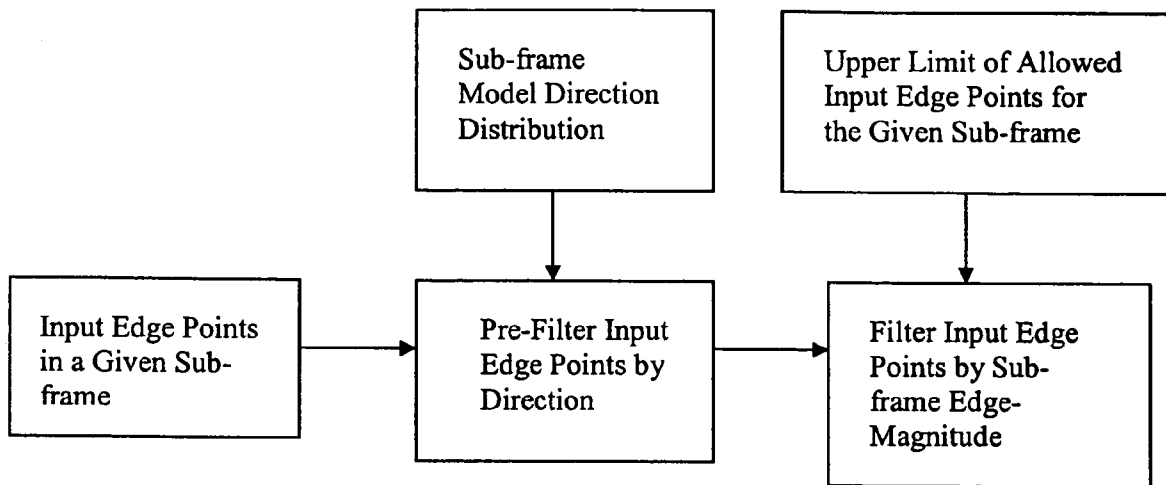 Sub-frame
Model Direction
Distribution
Upper Limit of Allowed
Input Edge Points for
the Given Sub-frame
Input Edge Points
in a Given Sub-
frame
Pre-Filter Input
Edge Points by
Direction
Filter Input Edge
Points by Sub-
frame Edge-
Magnitude